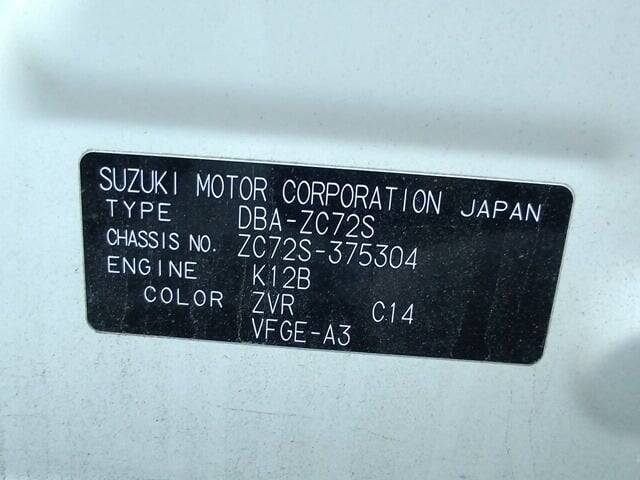 SUZUKI MOTOR CORPORATION JAPAN
TYPE DBA-ZC72S
CHASSIS NO. ZC72S-375304
ENGINE K12B
COLOR ZVR C14
VFGE-A3